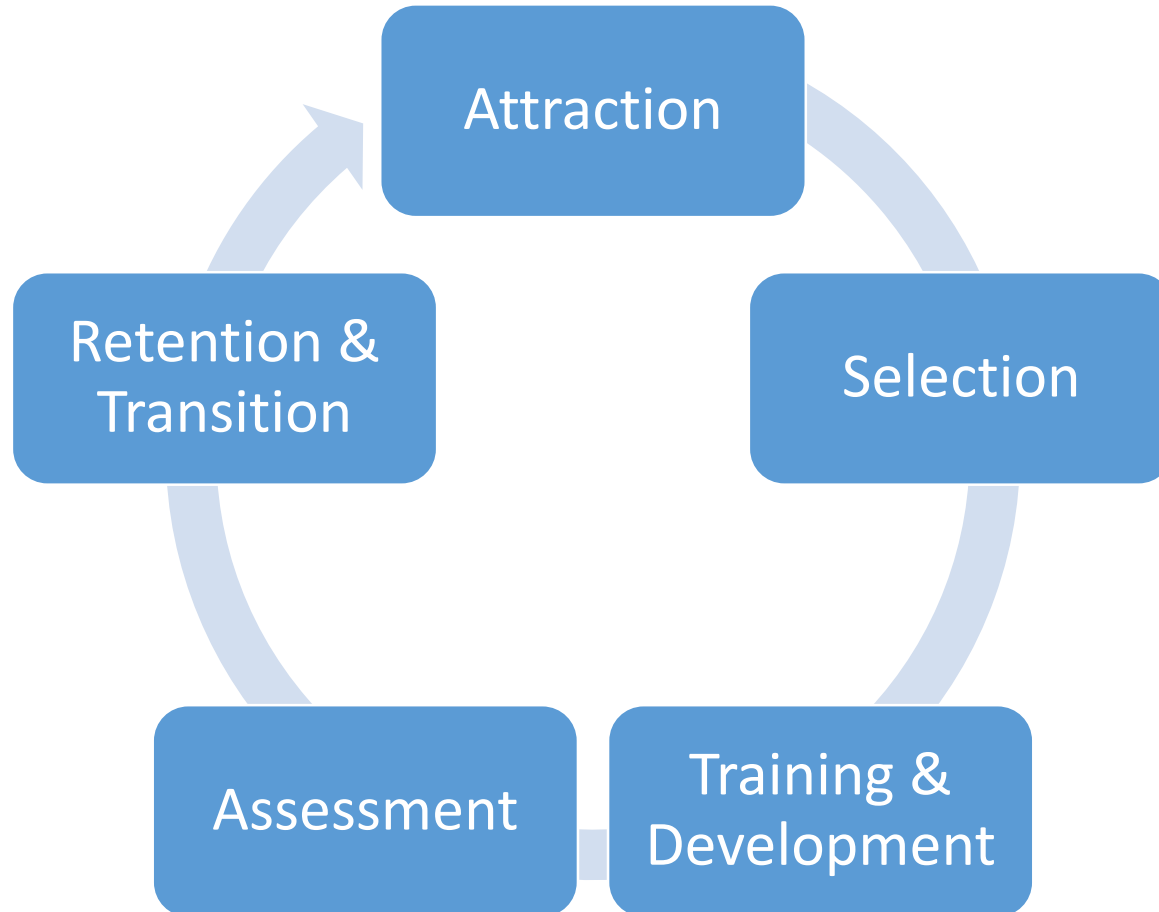 Attraction
Selection
Training &
Development
Assessment
Retention &
Transition